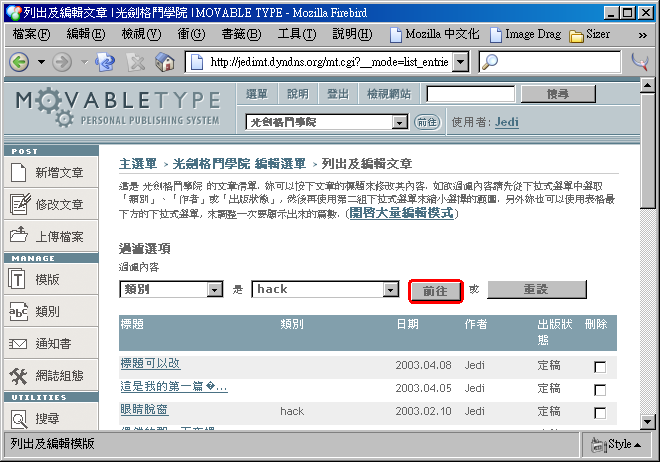 列出及編輯文章 | 光劍格鬥學院 | MOVABLE TYPE - Mozilla Firebird
檔案(F) 編輯(E) 檢視(V) 衝(G) 書籤(B) 工具(T) 說明(H) Mozilla 中文化 Image Drag Sizer
http://jedimt.dyndns.org/mt.cgi?__mode=list_entrie
MOVABLETYPE
PERSONAL PUBLISHING SYSTEM
選單 說明 登出 檢視網站 搜尋
光劍格鬥學院 前往 使用者: Jedi
POST
新增文章
修改文章
上傳檔案
MANAGE
模版
類別
通知書
網誌組態
UTILITIES
搜尋
主選單 > 光劍格鬥學院 編輯選單 > 列出及編輯文章
這是 光劍格鬥學院 的文章清單. 妳可以按下文章的標題來修改其內容. 如欲過濾內容請先從下拉式選單中選取
「類別」、「作者」或「出版狀態」, 然後再使用第二組下拉式選單來縮小選擇的範圍. 另外妳也可以使用表格最
下方的下拉式選單, 來調整一次要顯示出來的篇數. (開啓大量編輯模式)
過濾選項
過濾內容
類別 是 hack 前往 或 重設
標題 類別 日期 作者 出版狀態 刪除
標題可以改 2003.04.08 Jedi 定稿
這是我的第一篇�... 2003.04.05 Jedi 定稿
眼睛脫窗 hack 2003.02.10 Jedi 定稿
列出及編輯模版 Style